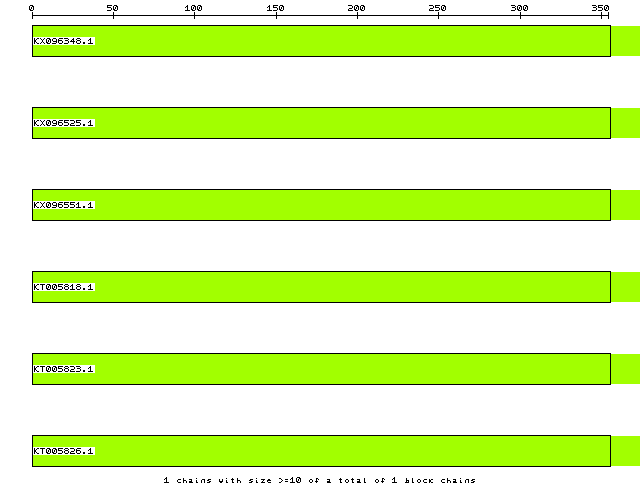 0 50 100 150 200 250 300 350
KX096348.1
KX096525.1
KX096551.1
KT005818.1
KT005823.1
KT005826.1
1 chains with size >=10 of a total of 1 block chains